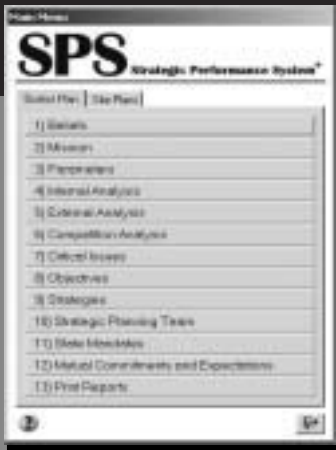 Main Menu
SPS Strategic Performance System
District Plan Site Plans
1) Beliefs
2) Mission
3) Parameters
4) Internal Analysis
5) External Analysis
6) Competition Analysis
7) Critical Issues
8) Objectives
9) Strategies
10) Strategic Planning Team
11) State Mandates
12) Mutual Commitments and Expectations
13) Print Reports